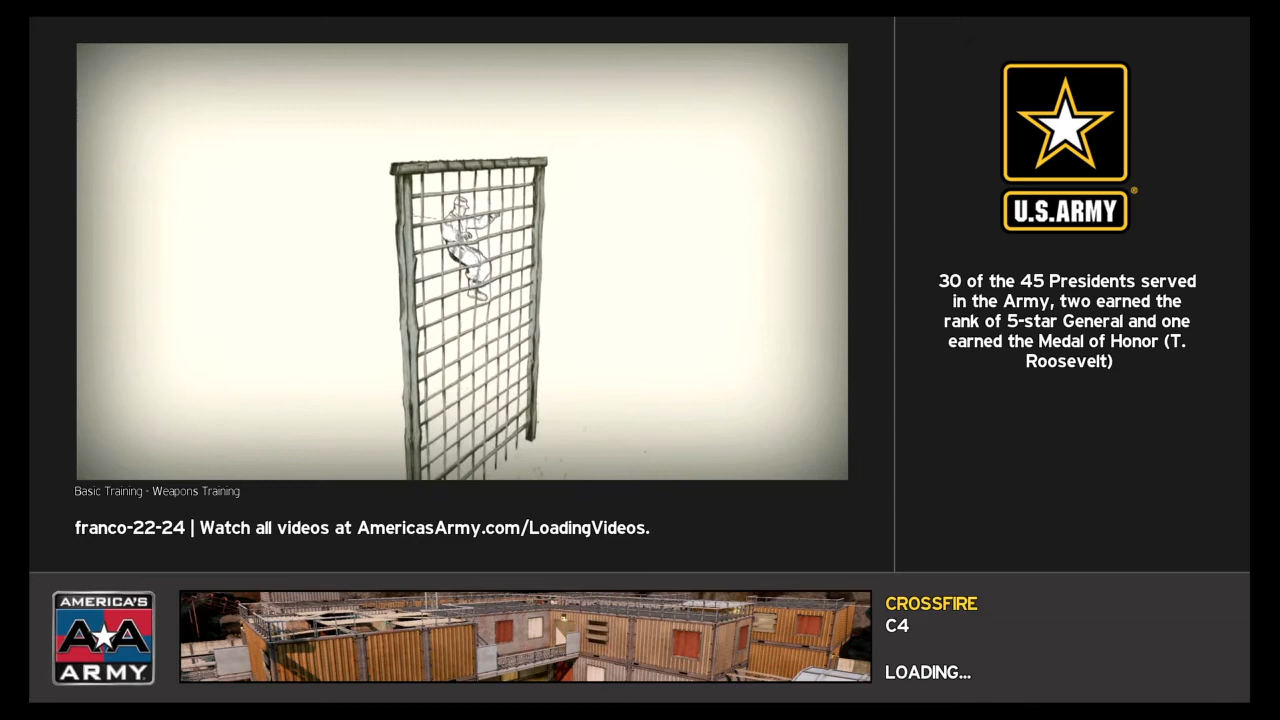 U.S.ARMY
®
30 of the 45 Presidents served
in the Army, two earned the
rank of 5-star General and one
earned the Medal of Honor (T.
Roosevelt)
Basic Training - Weapons Training
franco-22-24 | Watch all videos at AmericasArmy.com/LoadingVideos.
AMERICA'S
AA
ARMY
CROSSFIRE
C4
LOADING...